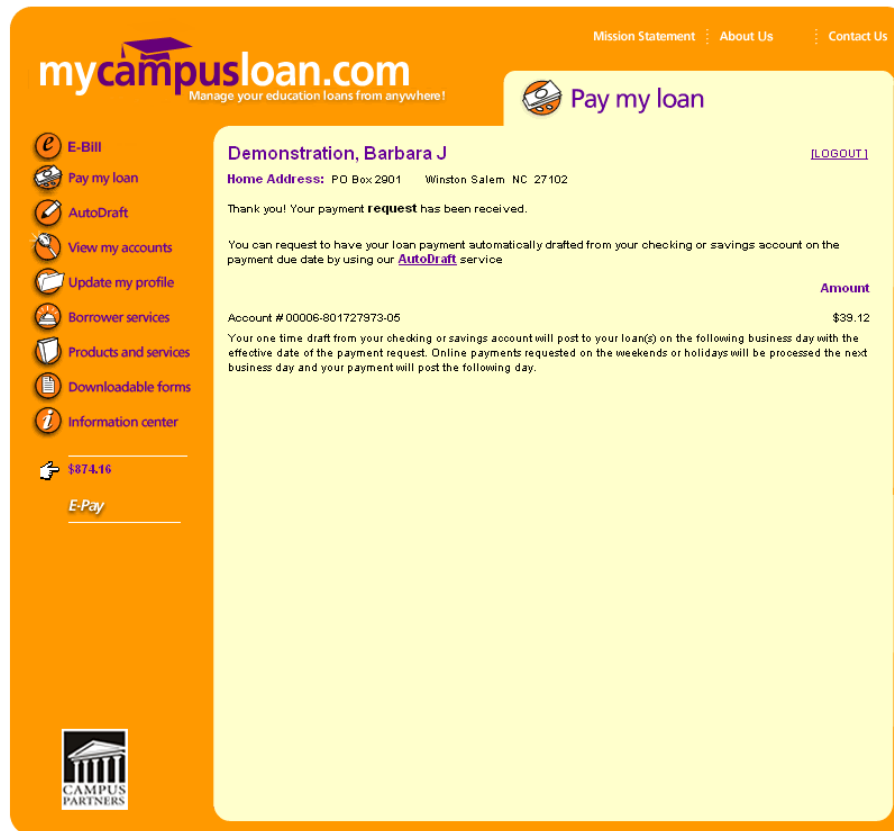 Mission Statement About Us Contact Us
mycampusloan.com
Manage your education loans from anywhere!
Pay my loan
E-Bill
Pay my loan
AutoDraft
View my accounts
Update my profile
Borrower services
Products and services
Downloadable forms
Information center
$874.16
E-Pay
CAMPUS
PARTNERS
Demonstration, Barbara J [LOGOUT]
Home Address: PO Box 2901 Winston Salem NC 27102
Thank you! Your payment request has been received.
You can request to have your loan payment automatically drafted from your checking or savings account on the
payment due date by using our AutoDraft service
Amount
Account # 00006-801727973-05 $39.12
Your one time draft from your checking or savings account will post to your loan(s) on the following business day with the
effective date of the payment request. Online payments requested on the weekends or holidays will be processed the next
business day and your payment will post the following day.